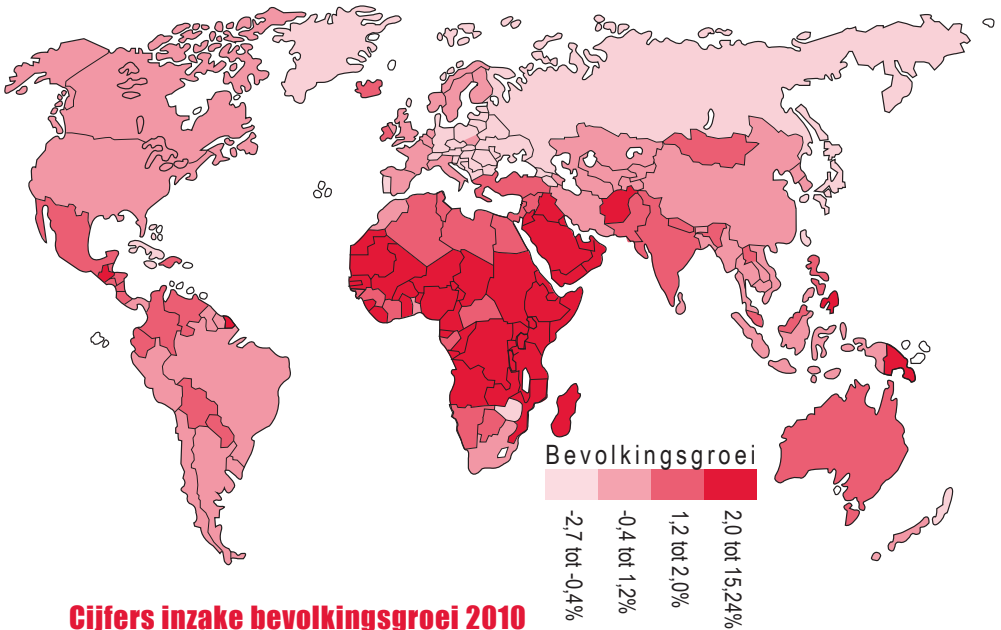 Bevolkingsgroei
-2,7 tot -0,4%
-0,4 tot 1,2%
1,2 tot 2,0%
2,0 tot 15,24%
Cijfers inzake bevolkingsgroei 2010